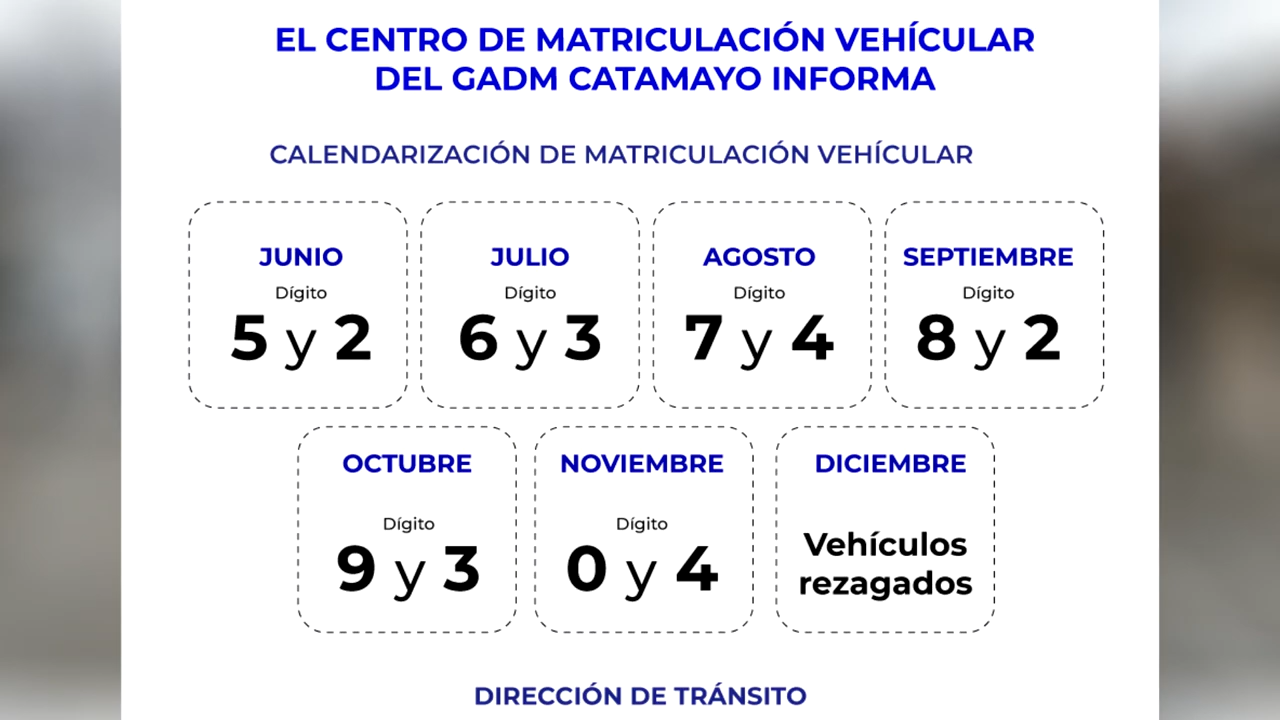 EL CENTRO DE MATRICULACIÓN VEHÍCULAR
DEL GADM CATAMAYO INFORMA
CALENDARIZACIÓN DE MATRICULACIÓN VEHÍCULAR
JUNIO
Dígito
5 y 2
JULIO
Dígito
6 y 3
AGOSTO
Dígito
7 y 4
SEPTIEMBRE
Dígito
8 y 2
OCTUBRE
Dígito
9 y 3
NOVIEMBRE
Dígito
0 y 4
DICIEMBRE
Vehículos
rezagados
DIRECCIÓN DE TRÁNSITO